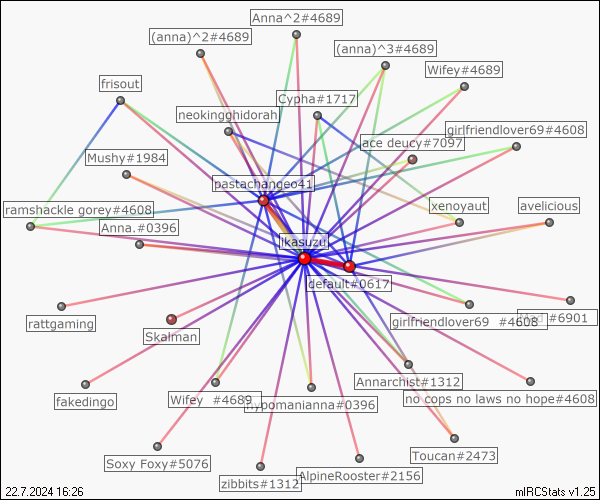 Anna^2#4689
(anna)^2#4689
(anna)^3#4689
Wifey#4689
frisout
Cypha#1717
neokingghidorah
girlfriendlover69#4608
ace deucy#7097
Mushy#1984
pastachangeo41
ramshackle gorey#4608
xenoyaut
avelicious
Anna.#0396
jkasuzu
default#0617
rattgaming
girlfriendlover69 #4608
#6901
Skalman
Annarchist#1312
fakedingo
Wifey #4689
hypomanianna#0396
no cops no laws no hope#4608
Toucan#2473
Soxy Foxy#5076
AlpineRooster#2156
zibbits#1312
22.7.2024 16:26
mIRCStats v1.25